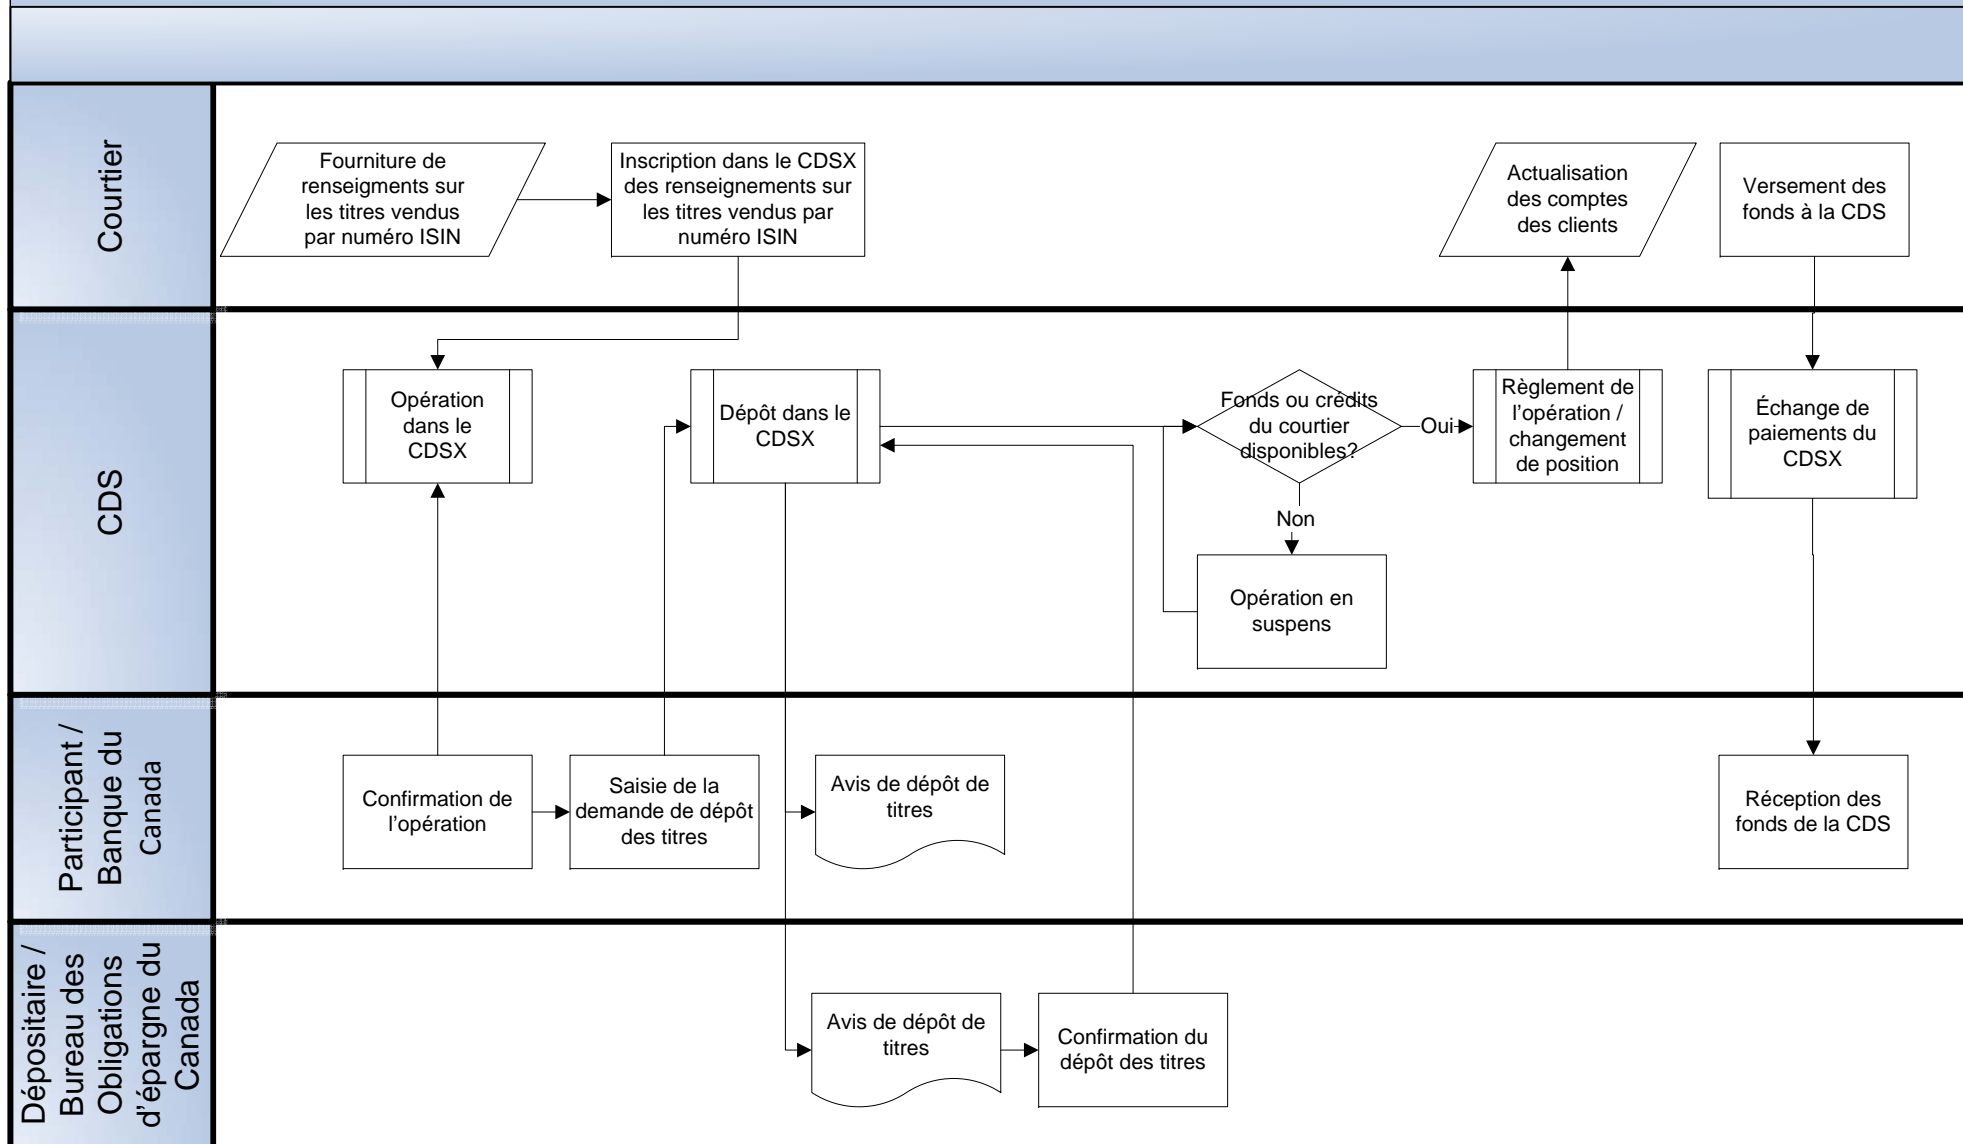 Courtier
Fourniture de
renseigments sur
les titres vendus
par numéro ISIN
Inscription dans le CDSX
des renseignements sur
les titres vendus par
numéro ISIN
Actualisation
des comptes
des clients
Versement des
fonds à la CDS
CDS
Opération
dans le
CDSX
Dépôt dans le
CDSX
Fonds ou crédits
du courtier
disponibles?
Oui
Non
Règlement de
l'opération /
changement
de position
Échange de
paiements du
CDSX
Opération en
suspens
Participant /
Banque du
Canada
Confirmation de
l'opération
Saisie de la
demande de dépôt
des titres
Avis de dépôt de
titres
Réception des
fonds de la CDS
Dépositaire /
Bureau des
Obligations
d'épargne du
Canada
Avis de dépôt de
titres
Confirmation du
dépôt des titres